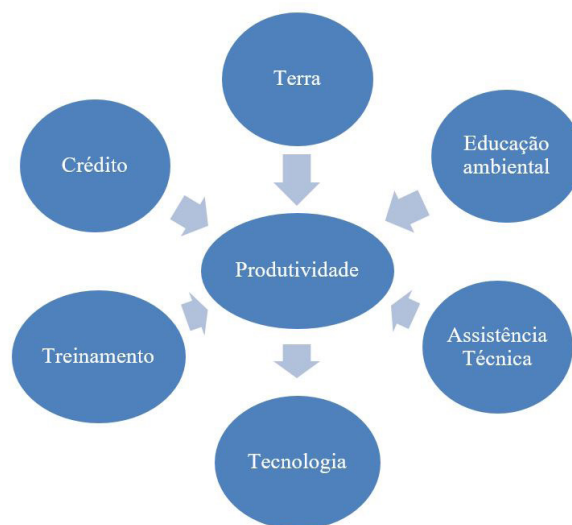 Terra
Crédito
Educação
ambiental
Produtividade
Treinamento
Assistência
Técnica
Tecnologia